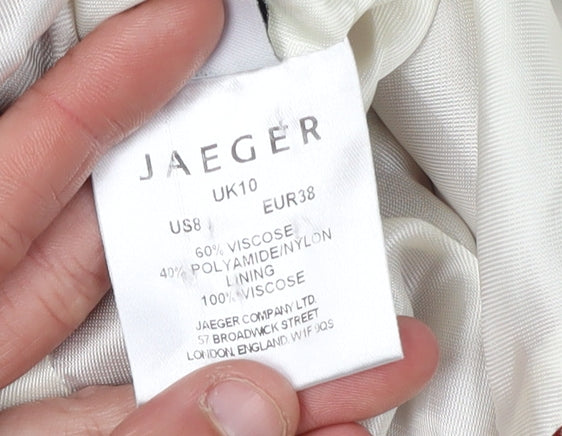 JAEGER
UK10
US8 EUR38
60% VISCOSE
40% POLYAMIDE/NYLON
LINING
100% VISCOSE
JAEGER COMPANY LTD.
57 BROADWICK STREET
LONDON, ENGLAND, W1F 9QS